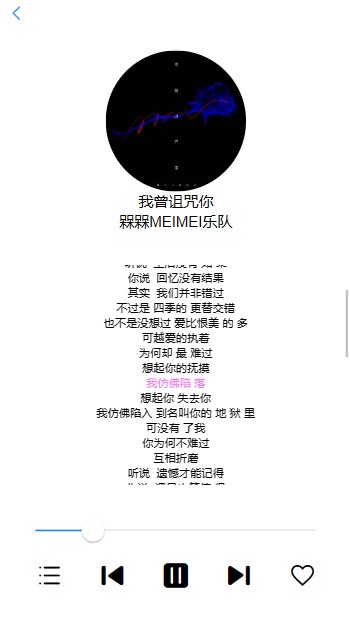 我曾诅咒你
槑槑MEIMEI乐队
你说 回忆没有结果
其实 我们并非错过
不过是 四季的 更替交错
也不是没想过 爱比恨美 的 多
可越爱的执着
为何却 最 难过
想起你的抚摸
我仿佛陷 落
想起你 失去你
我仿佛陷入 到名叫你的 地 狱 里
可没有 了我
你为何不难过
互相折磨
听说 遗憾才能记得